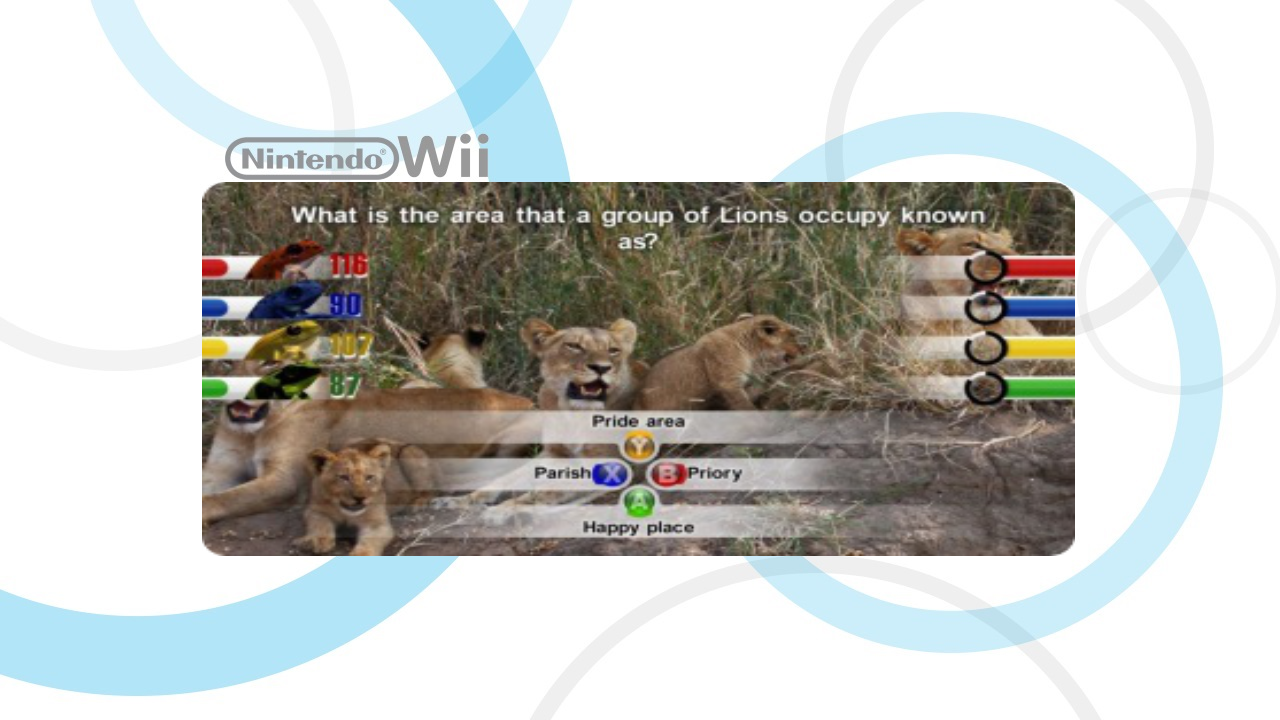 Nintendo® Wii
What is the area that a group of Lions occupy known
as?
116
90
107
87
Pride area
Y
Parish X B Priory
A
Happy place